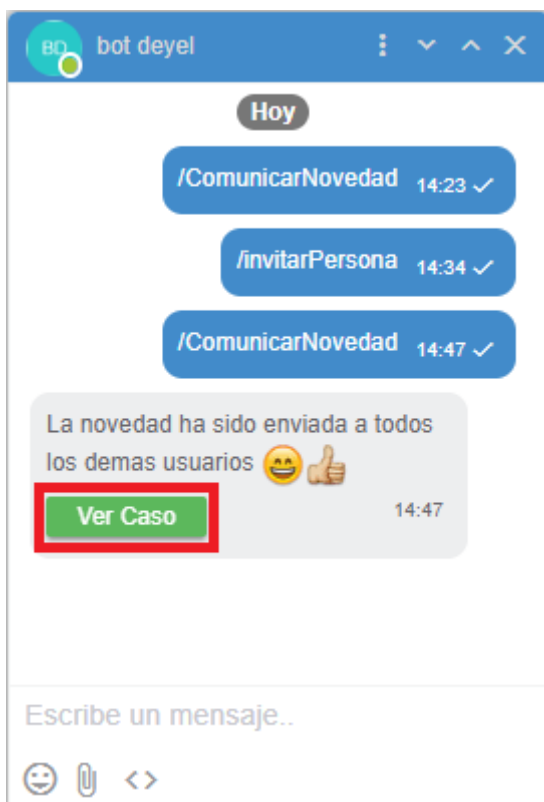 BD
bot deyel
Hoy
/ComunicarNovedad 14:23
/invitarPersona 14:34
/ComunicarNovedad 14:47
La novedad ha sido enviada a todos
los demas usuarios
Ver Caso 14:47
Escribe un mensaje..